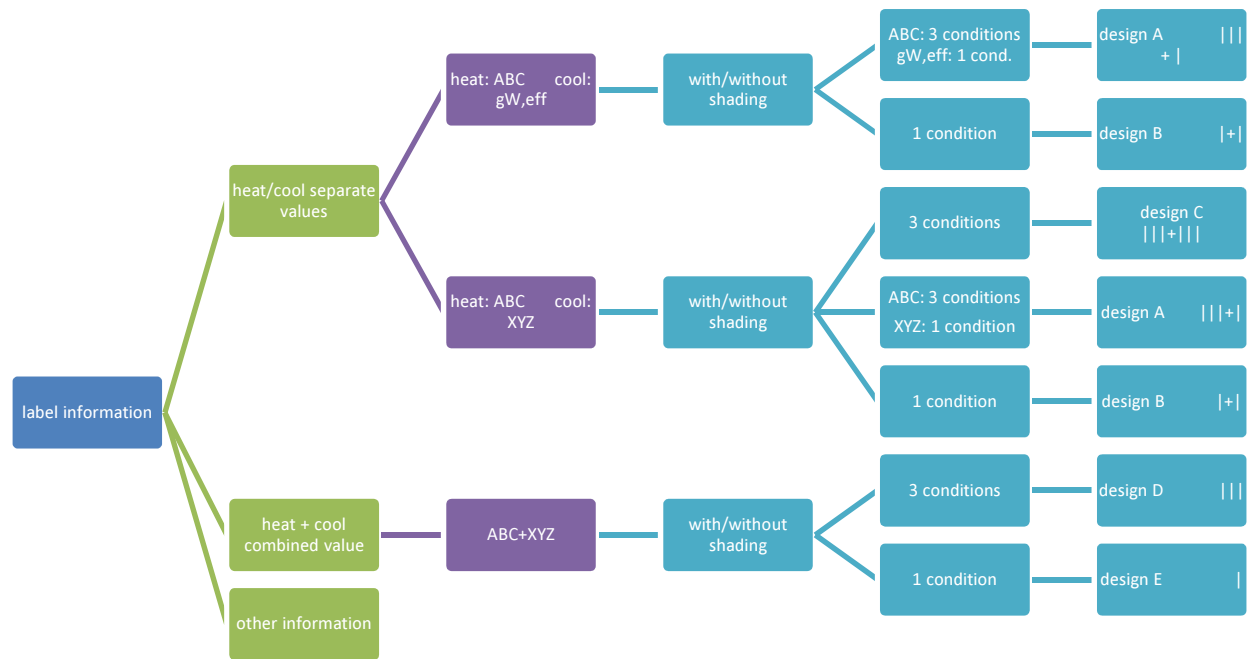 ABC: 3 conditions
gW,eff: 1 cond.
design A |||
+ |
heat: ABC cool:
gW,eff
with/without
shading
1 condition
design B |+|
heat/cool separate
values
3 conditions
design C
|||+|||
heat: ABC cool:
XYZ
with/without
shading
ABC: 3 conditions
XYZ: 1 condition
design A |||+|
label information
1 condition
design B |+|
3 conditions
design D |||
heat + cool
combined value
ABC+XYZ
with/without
shading
1 condition
design E |
other information